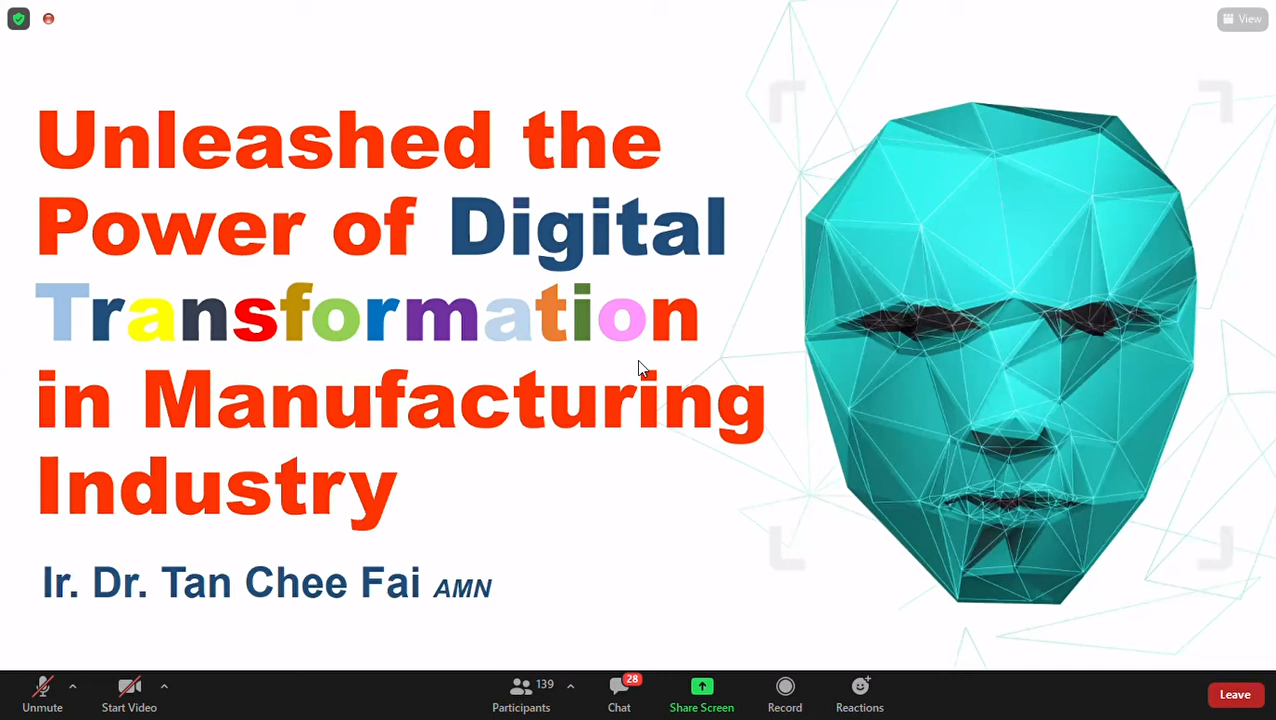 View
Unleashed the
Power of Digital
Transformation
in Manufacturing
Industry
Ir. Dr. Tan Chee Fai AMN
Unmute
Start Video
139
Participants
28
Chat
Share Screen
Record
Reactions
Leave